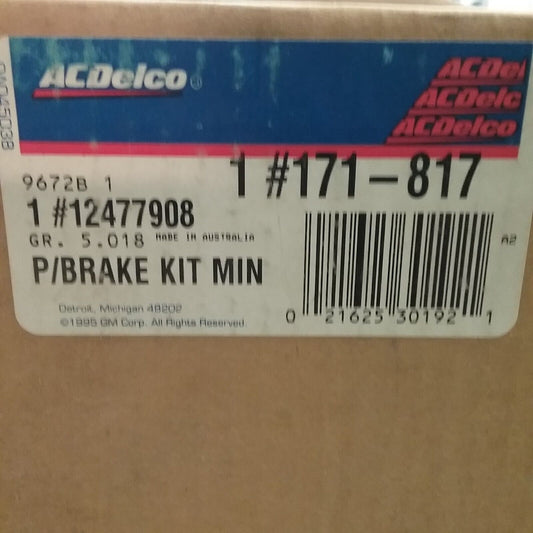 ACDelco
ACDel
ACDelc
ACDelco
9672B 1
1 #171-817
1 #12477908
GR. 5.018 MADE IN AUSTRALIA
A2
P/BRAKE KIT MIN
Detroit, Michigan 48202
©1995 GM Corp. All Rights Reserved
0 21625 30192 1